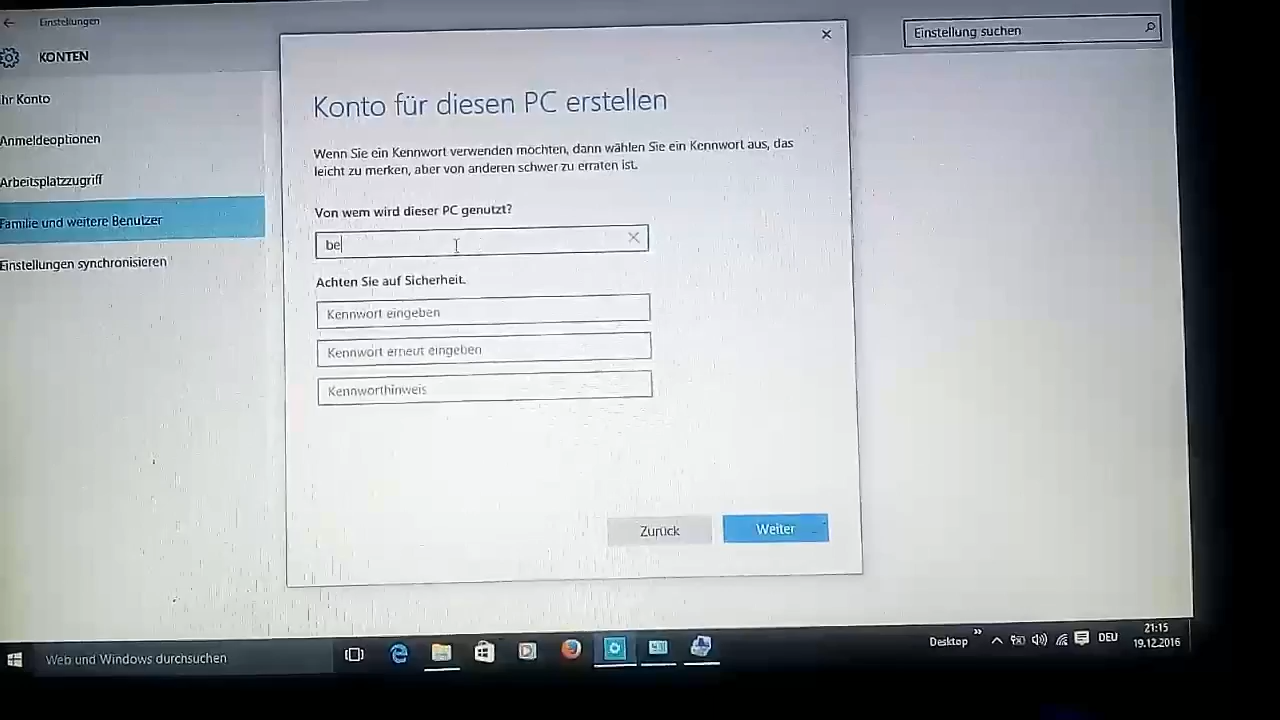 Einstellungen
KONTEN
Einstellung suchen
Ihr Konto
Anmeldeoptionen
Arbeitsplatzzugriff
Familie und weitere Benutzer
Einstellungen synchronisieren
Konto für diesen PC erstellen
Wenn Sie ein Kennwort verwenden möchten, dann wählen Sie ein Kennwort aus, das
leicht zu merken, aber von anderen schwer zu erraten ist.
Von wem wird dieser PC genutzt?
be
Achten Sie auf Sicherheit.
Kennwort eingeben
Kennwort erneut eingeben
Kennworthinweis
Zurück
Weiter
Web und Windows durchsuchen
Desktop
DEU
21:15
19.12.2016